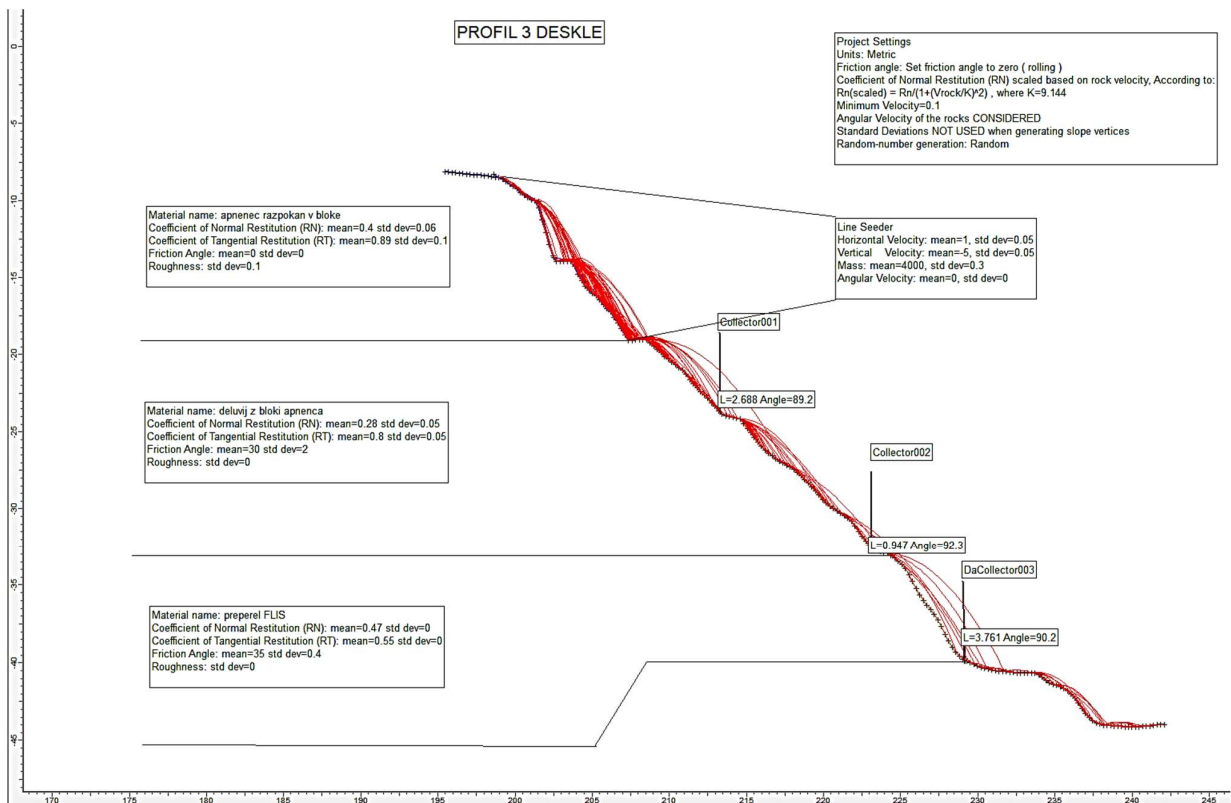 PROFIL 3 DESKLE
Project Settings
Units: Metric
Friction angle: Set friction angle to zero ( rolling )
Coefficient of Normal Restitution (RN) scaled based on rock velocity, According to:
Rn(scaled) = Rn/(1+(Vrock/K)^2) , where K=9.144
Minimum Velocity=0.1
Angular Velocity of the rocks CONSIDERED
Standard Deviations NOT USED when generating slope vertices
Random-number generation: Random
Material name: apnenec razpokan v bloke
Coefficient of Normal Restitution (RN): mean=0.4 std dev=0.06
Coefficient of Tangential Restitution (RT): mean=0.89 std dev=0.1
Friction Angle: mean=0 std dev=0
Roughness: std dev=0.1
Line Seeder
Horizontal Velocity: mean=1, std dev=0.05
Vertical Velocity: mean=-5, std dev=0.05
Mass: mean=4000, std dev=0.3
Angular Velocity: mean=0, std dev=0
Collector001
L=2.688 Angle=89.2
Material name: deluvij z bloki apnenca
Coefficient of Normal Restitution (RN): mean=0.28 std dev=0.05
Coefficient of Tangential Restitution (RT): mean=0.8 std dev=0.05
Friction Angle: mean=30 std dev=2
Roughness: std dev=0
Collector002
L=0.947 Angle=92.3
DaCollector003
L=3.761 Angle=90.2
Material name: preperel FLIS
Coefficient of Normal Restitution (RN): mean=0.47 std dev=0
Coefficient of Tangential Restitution (RT): mean=0.55 std dev=0
Friction Angle: mean=35 std dev=0.4
Roughness: std dev=0
0
-5
-10
-15
-20
-25
-30
-35
-40
-45
170 175 180 185 190 195 200 205 210 215 220 225 230 235 240 245